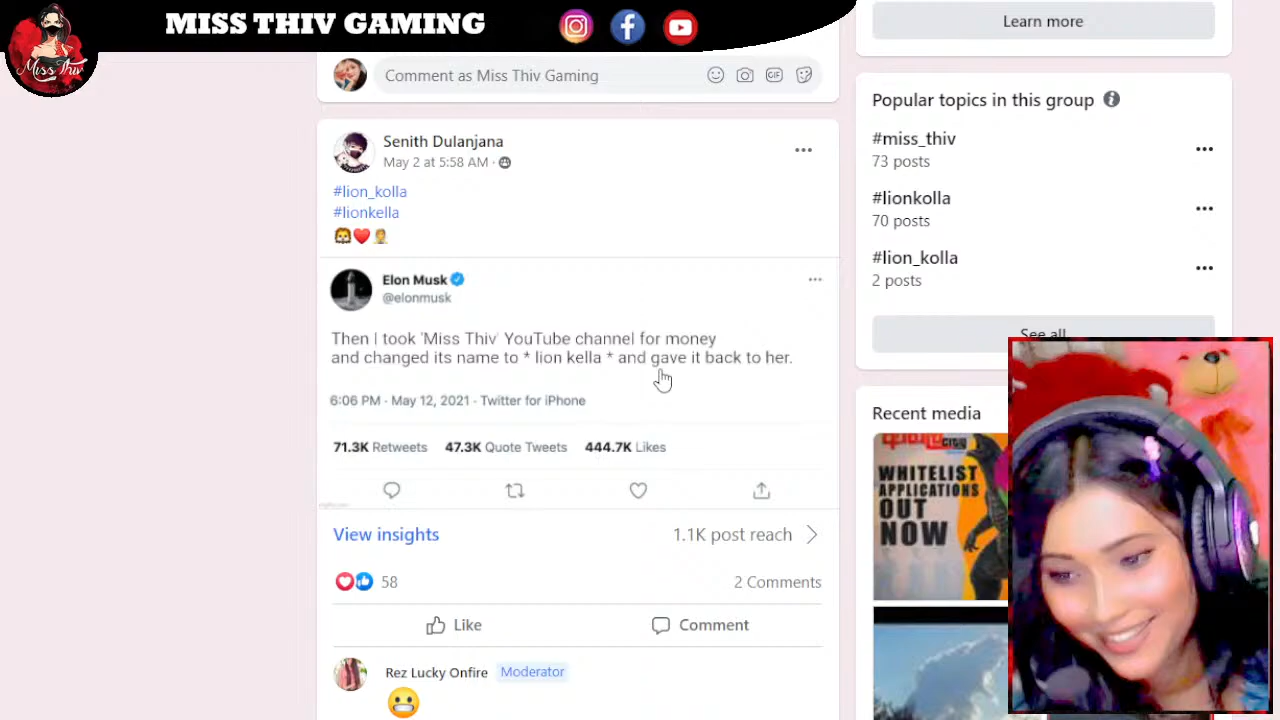 MISS THIV GAMING
Miss Thiv
Comment as Miss Thiv Gaming
GIF
Senith Dulanjana
May 2 at 5:58 AM ·
#lion_kolla
#lionkella
Elon Musk
@elonmusk
Then I took 'Miss Thiv' YouTube channel for money
and changed its name to * lion kella * and gave it back to her.
6:06 PM · May 12, 2021 · Twitter for iPhone
71.3K Retweets 47.3K Quote Tweets 444.7K Likes
View insights
1.1K post reach
58
2 Comments
Like
Comment
Rez Lucky Onfire Moderator
Learn more
Popular topics in this group
#miss_thiv
73 posts
#lionkolla
70 posts
#lion_kolla
2 posts
See all
Recent media
WHITELIST
APPLICATIONS
OUT
NOW